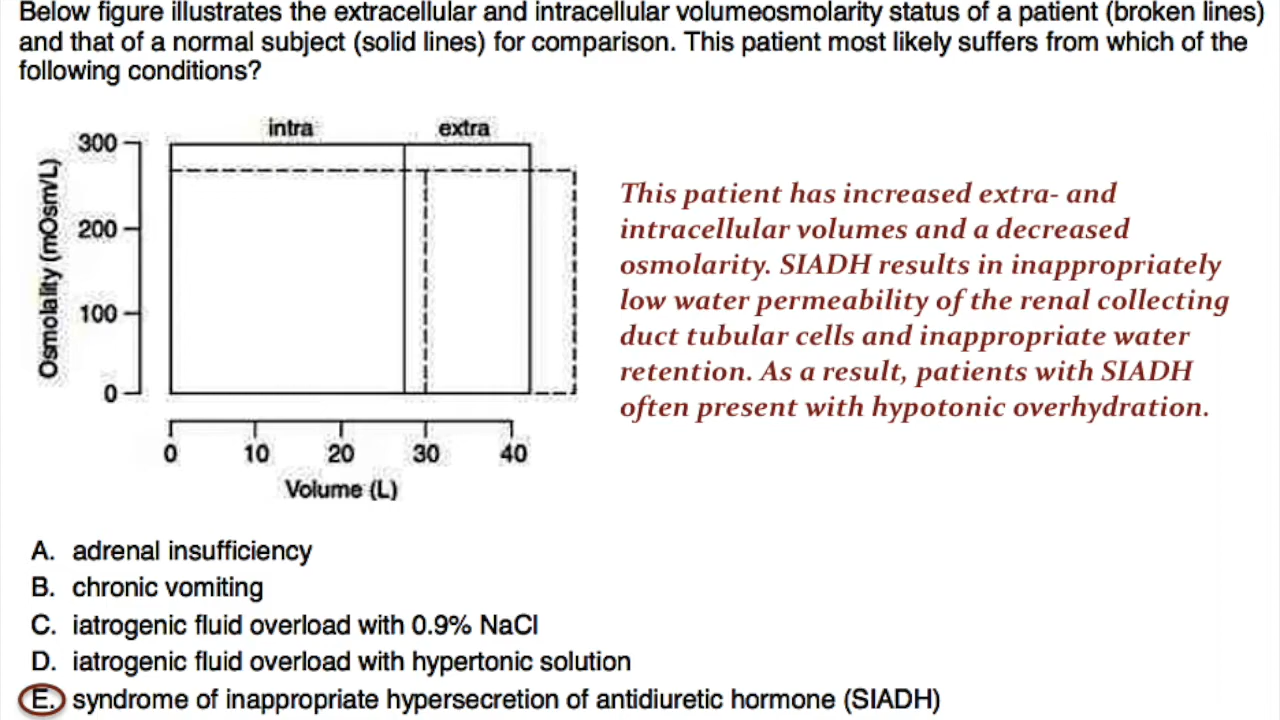 Below figure illustrates the extracellular and intracellular volumeosmolarity status of a patient (broken lines)
and that of a normal subject (solid lines) for comparison. This patient most likely suffers from which of the
following conditions?
intra extra
300
200
100
0
Osmolality (mOsm/L)
0 10 20 30 40
Volume (L)
This patient has increased extra- and
intracellular volumes and a decreased
osmolarity. SIADH results in inappropriately
low water permeability of the renal collecting
duct tubular cells and inappropriate water
retention. As a result, patients with SIADH
often present with hypotonic overhydration.
A. adrenal insufficiency
B. chronic vomiting
C. iatrogenic fluid overload with 0.9% NaCl
D. iatrogenic fluid overload with hypertonic solution
E. syndrome of inappropriate hypersecretion of antidiuretic hormone (SIADH)